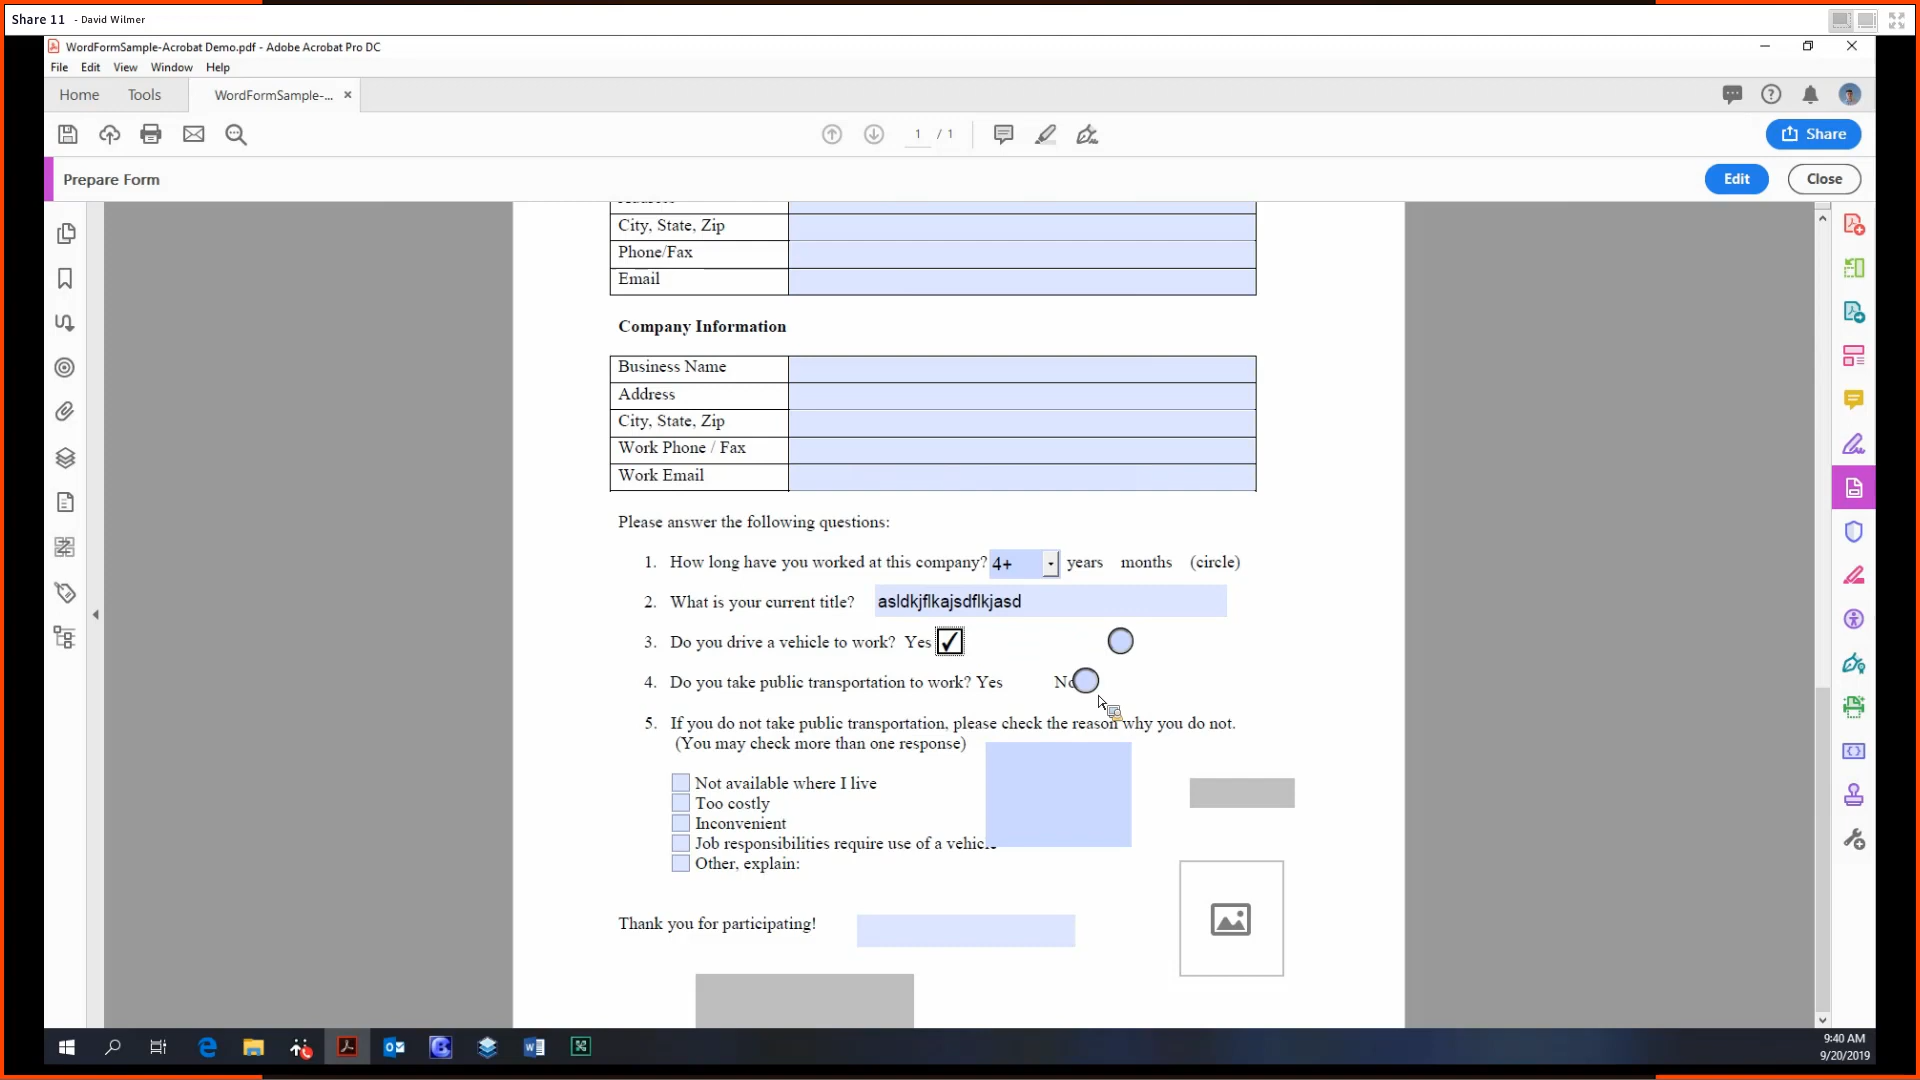 Share 11 - David Wilmer
WordFormSample-Acrobat Demo.pdf - Adobe Acrobat Pro DC
File Edit View Window Help
Home Tools WordFormSample-... ×
1 / 1
Share
Prepare Form
Edit Close
City, State, Zip
Phone/Fax
Email
Company Information
Business Name
Address
City, State, Zip
Work Phone / Fax
Work Email
Please answer the following questions:
1. How long have you worked at this company? 4+ years months (circle)
2. What is your current title? asldkjflkajsdflkjasd
3. Do you drive a vehicle to work? Yes
4. Do you take public transportation to work? Yes No
5. If you do not take public transportation, please check the reason why you do not.
(You may check more than one response)
Not available where I live
Too costly
Inconvenient
Job responsibilities require use of a vehicle
Other, explain:
Thank you for participating!
9:40 AM
9/20/2019